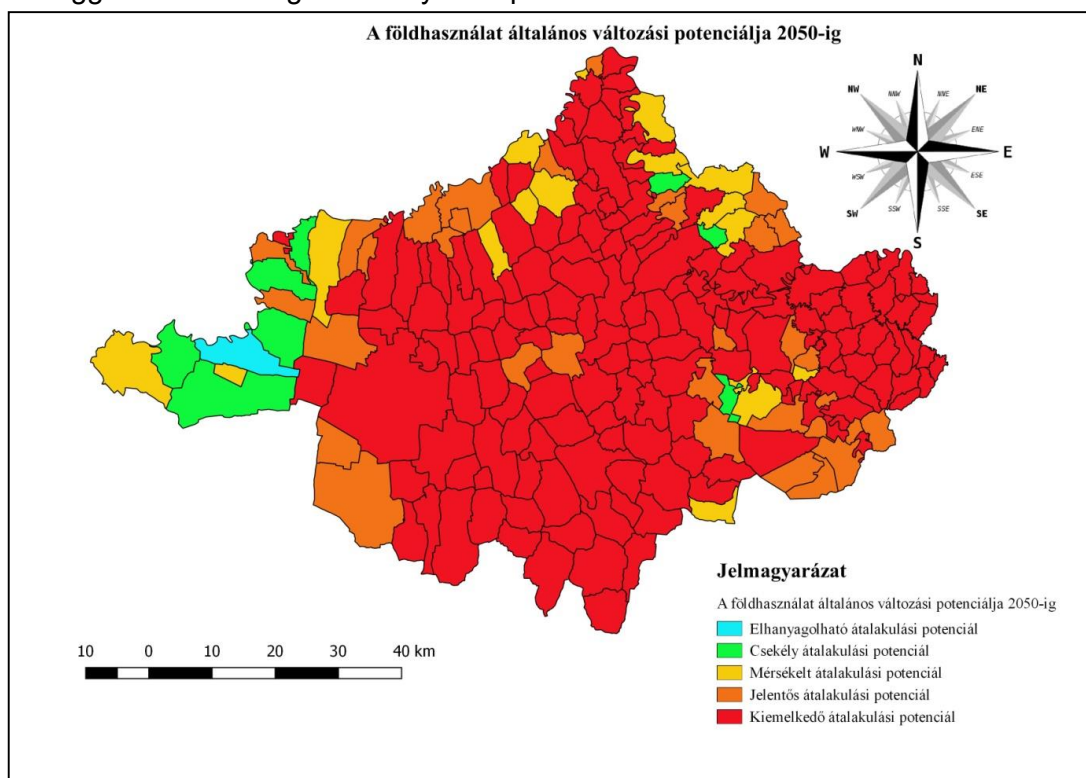 A földhasználat általános változási potenciálja 2050-ig
N
NNW
NNE
NW
NE
WNW
ENE
W
E
WSW
ESE
SW
SE
SSW
SSE
S
Jelmagyarázat
A földhasználat általános változási potenciálja 2050-ig
Elhanyagolható átalakulási potenciál
Csekély átalakulási potenciál
Mérsékelt átalakulási potenciál
Jelentős átalakulási potenciál
Kiemelkedő átalakulási potenciál
10 0 10 20 30 40 km